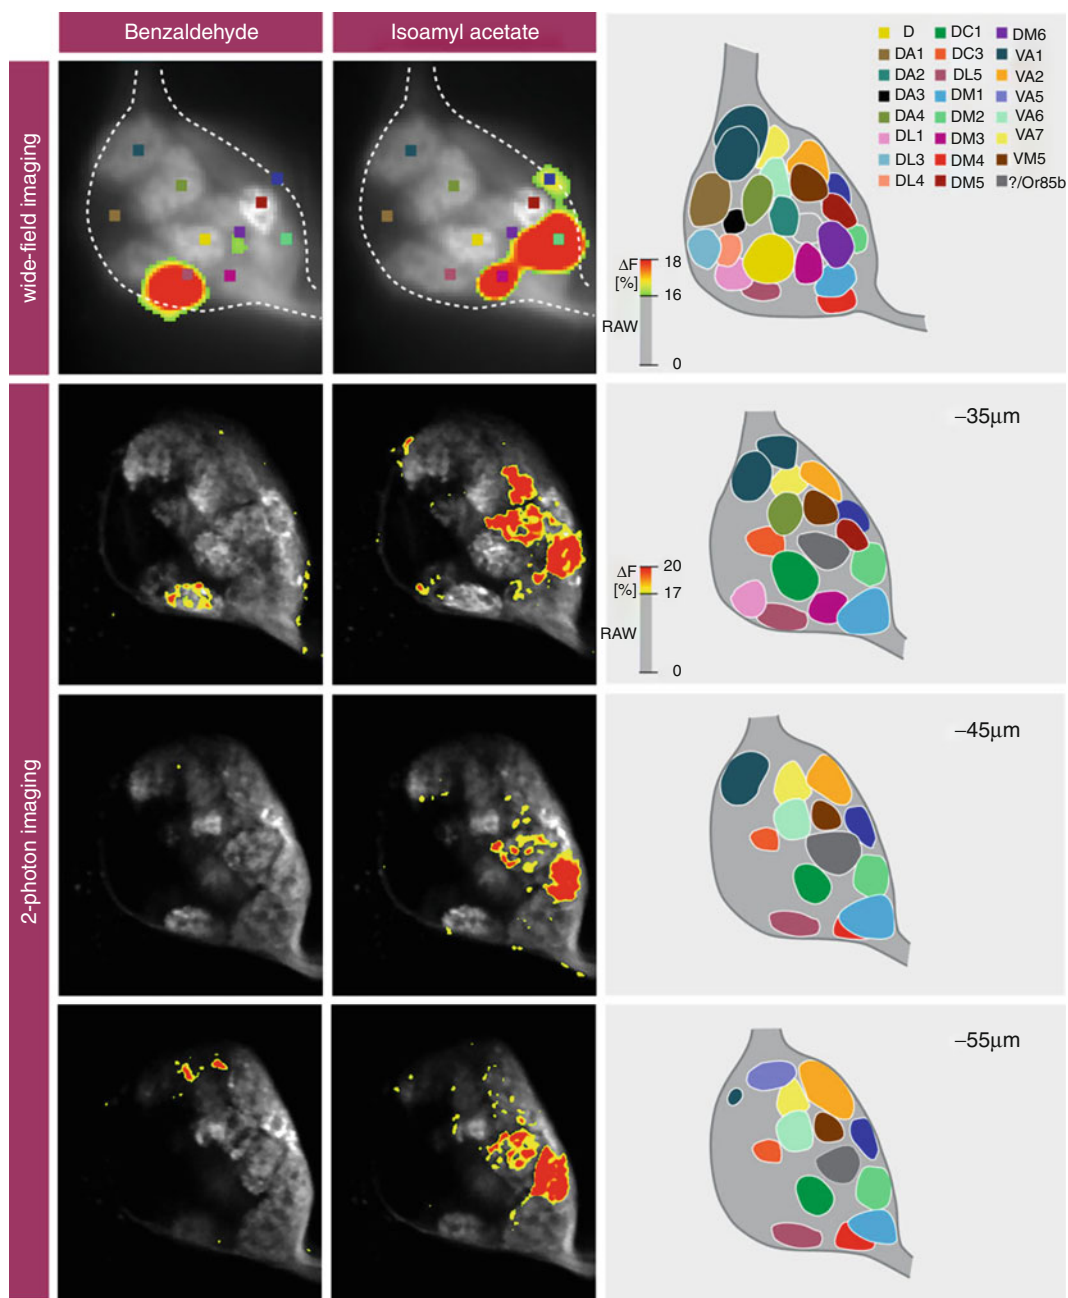 Benzaldehyde
Isoamyl acetate
wide-field imaging
D
DA1
DA2
DA3
DA4
DL1
DL3
DL4
DC1
DC3
DL5
DM1
DM2
DM3
DM4
DM5
DM6
VA1
VA2
VA5
VA6
VA7
VM5
?/Or85b
ΔF
[%]
18
16
RAW
0
2-photon imaging
–35µm
ΔF
[%]
20
17
RAW
0
–45µm
–55µm